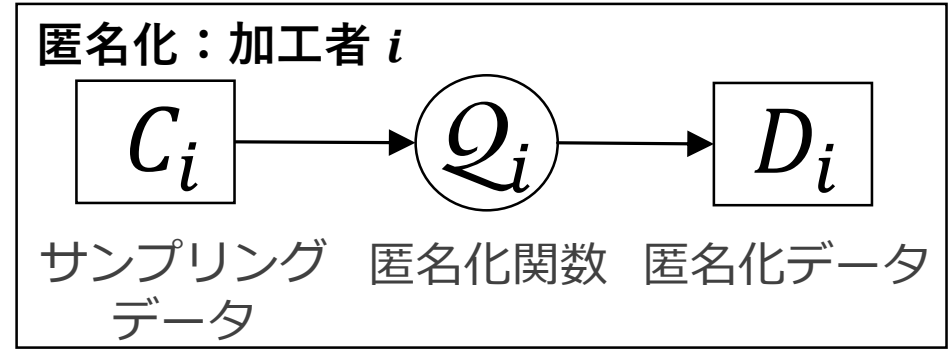 匿名化：加工者 i
C_i
Q_i
D_i
サンプリング
データ
匿名化関数
匿名化データ